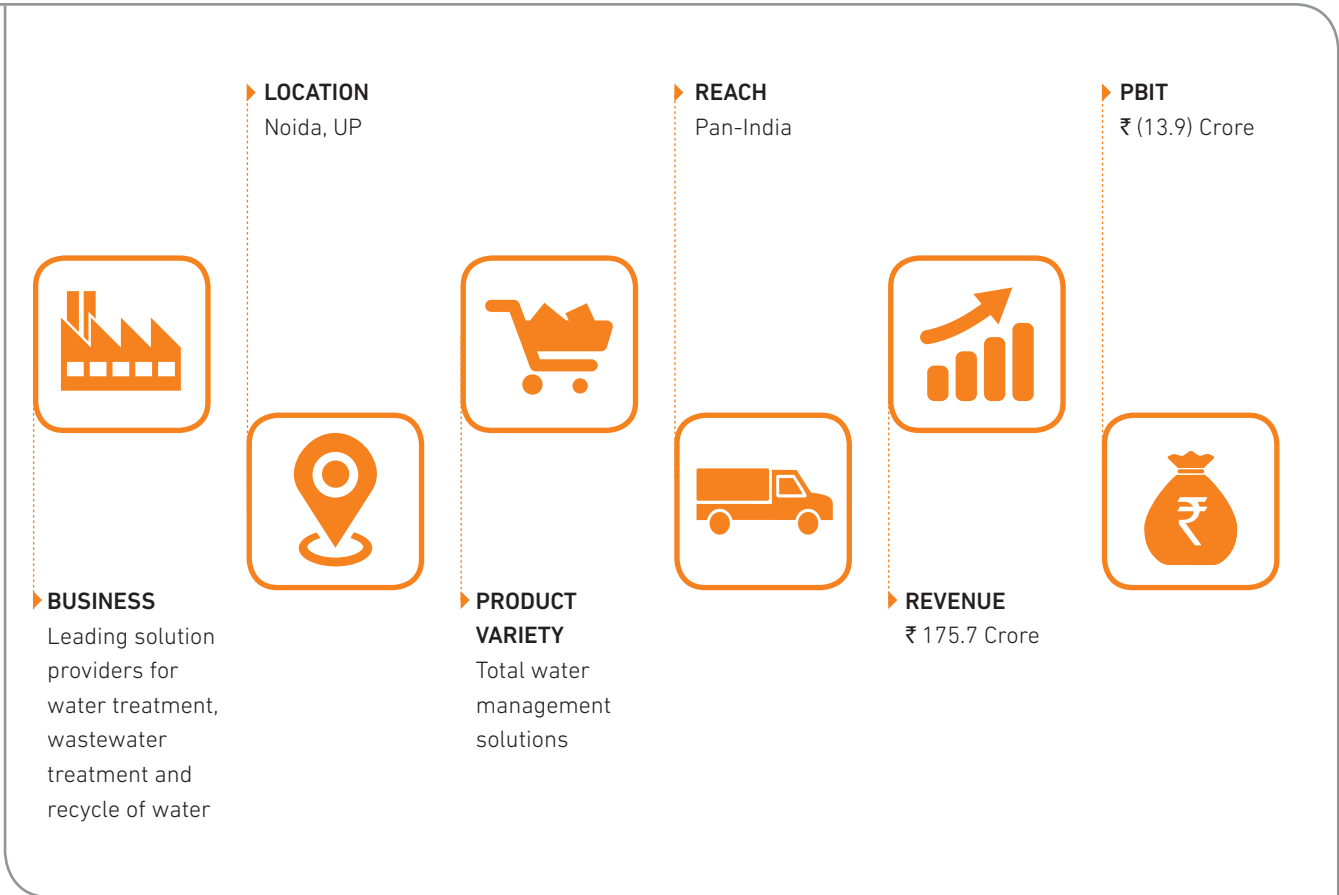 LOCATION
Noida, UP
REACH
Pan-India
PBIT
₹ (13.9) Crore
₹
BUSINESS
Leading solution
providers for
water treatment,
wastewater
treatment and
recycle of water
PRODUCT
VARIETY
Total water
management
solutions
REVENUE
₹ 175.7 Crore